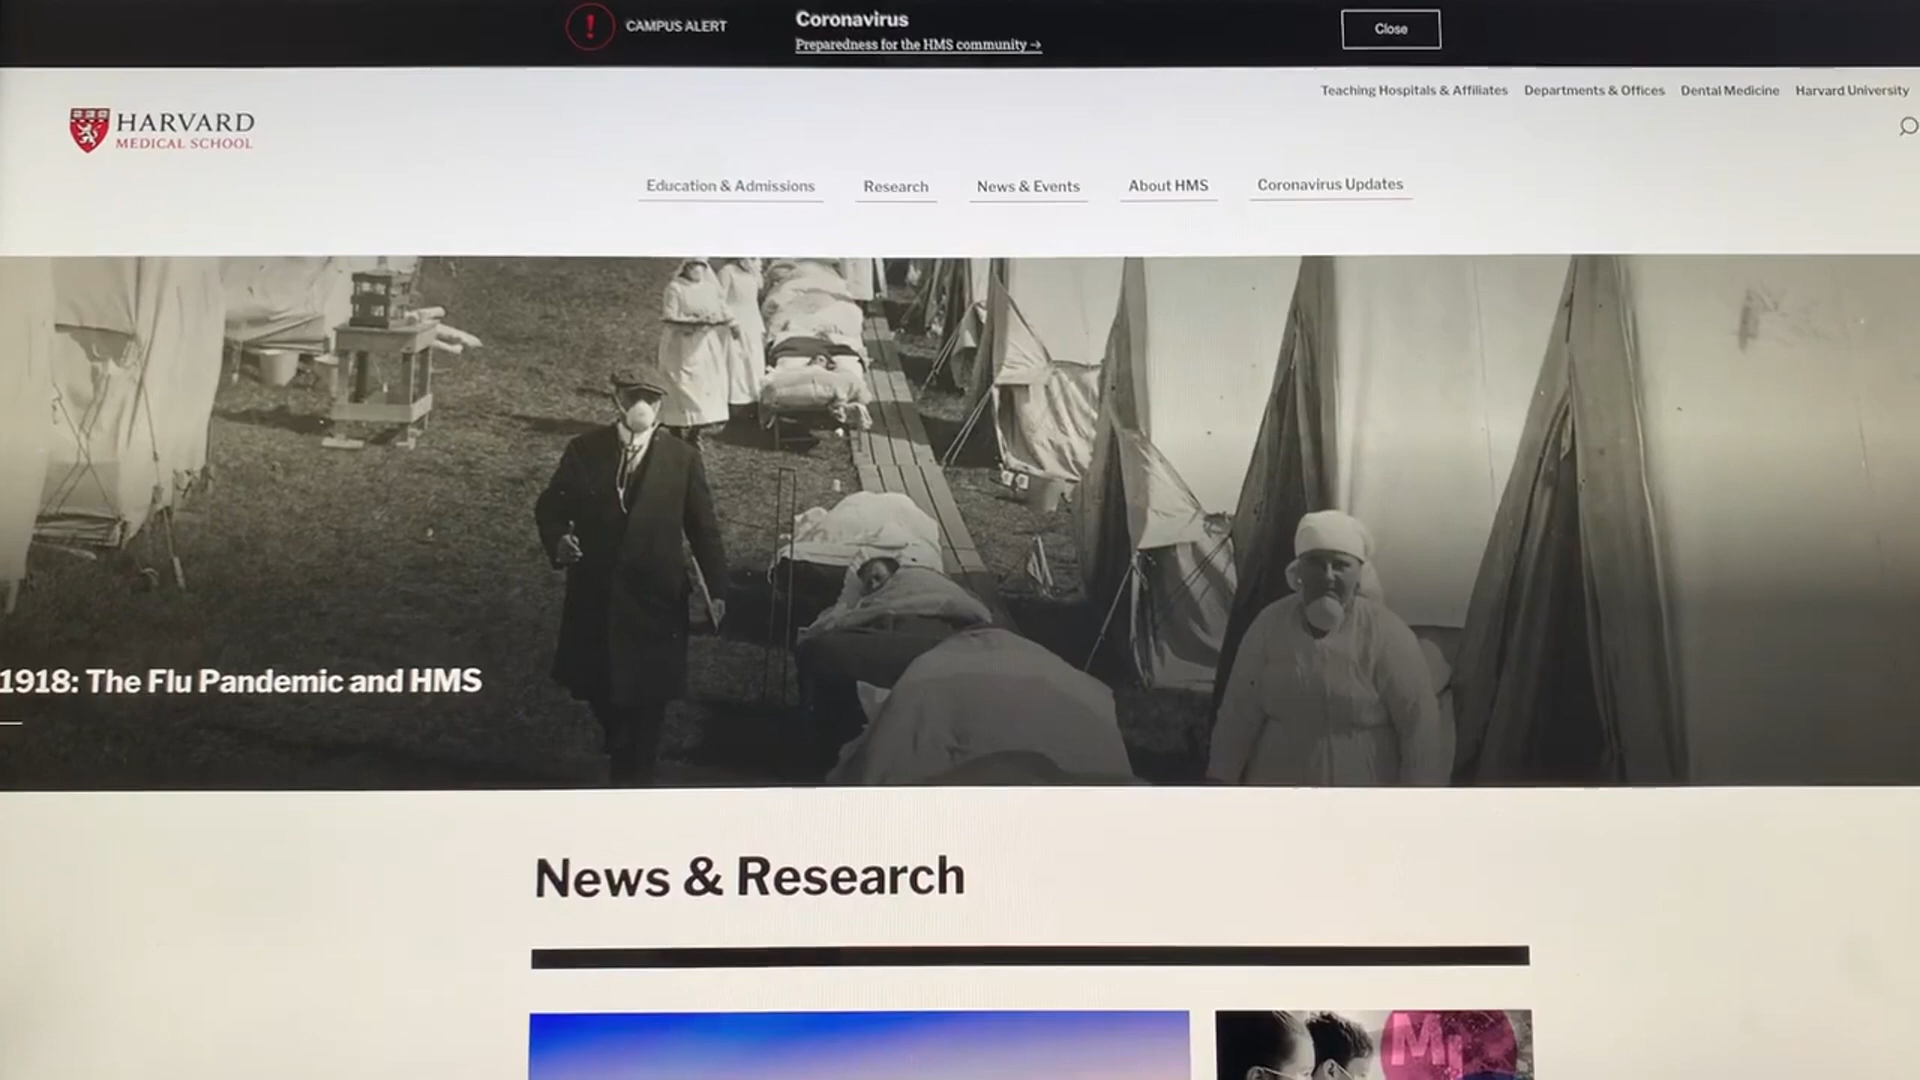 CAMPUS ALERT
Coronavirus
Preparedness for the HMS community →
Close
Teaching Hospitals & Affiliates Departments & Offices Dental Medicine Harvard University
HARVARD
MEDICAL SCHOOL
Education & Admissions Research News & Events About HMS Coronavirus Updates
1918: The Flu Pandemic and HMS
News & Research